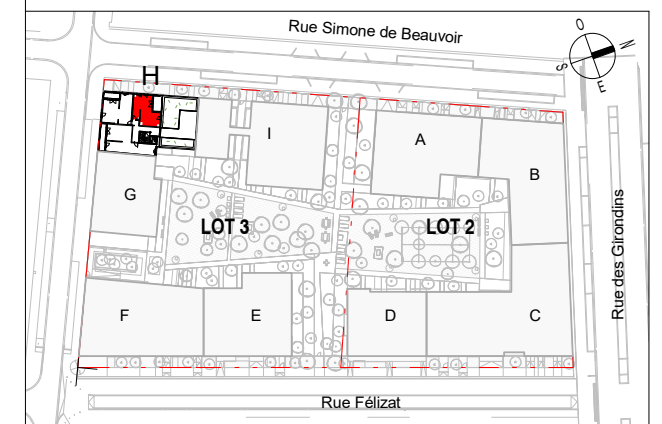 Rue Simone de Beauvoir
O
N
S
E
H
I
A
B
G
LOT 3
LOT 2
Rue des Girondins
F
E
D
C
Rue Félizat